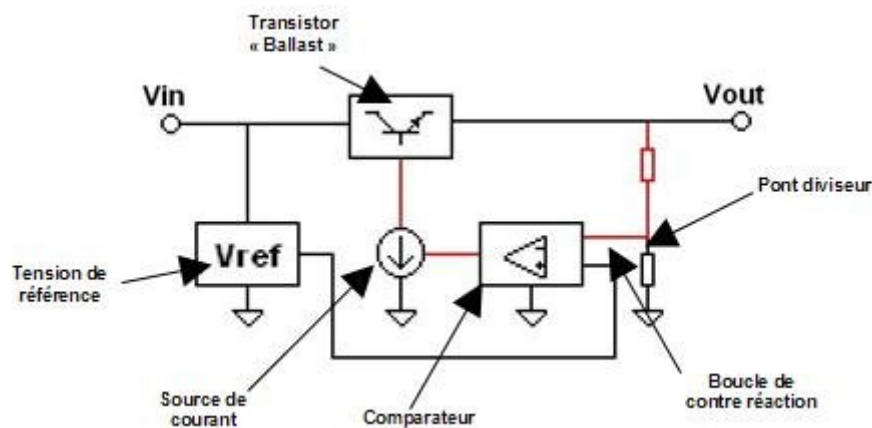 Transistor
« Ballast »
Vin
Vout
Pont diviseur
Vref
Tension de
référence
Source de
courant
Comparateur
Boucle de
contre réaction